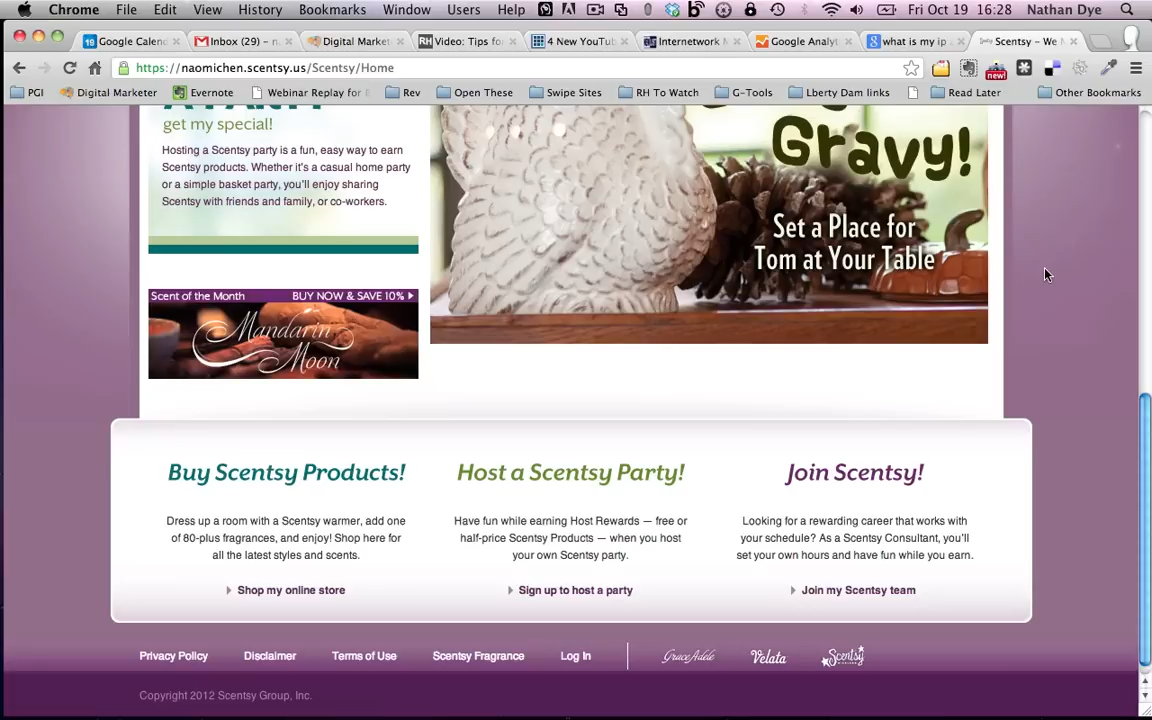 Chrome File Edit View History Bookmarks Window Users Help Fri Oct 19 16:28 Nathan Dye
Google Calend Gmail Inbox (29) - n Digital Market RH Video: Tips for 4 New YouTub Internetwork M Google Analyt what is my ip Scentsy – We M
https://naomichen.scentsy.us/Scentsy/Home
new!
PGI Digital Marketer Evernote Webinar Replay for Rev Open These Swipe Sites RH To Watch G-Tools Lberty Dam links Read Later Other Bookmarks
get my special!
Hosting a Scentsy party is a fun, easy way to earn
Scentsy products. Whether it's a casual home party
or a simple basket party, you'll enjoy sharing
Scentsy with friends and family, or co-workers.
Gravy!
Set a Place for
Tom at Your Table
Scent of the Month BUY NOW & SAVE 10%
Mandarin
Moon
Buy Scentsy Products!
Dress up a room with a Scentsy warmer, add one
of 80-plus fragrances, and enjoy! Shop here for
all the latest styles and scents.
Shop my online store
Host a Scentsy Party!
Have fun while earning Host Rewards — free or
half-price Scentsy Products — when you host
your own Scentsy party.
Sign up to host a party
Join Scentsy!
Looking for a rewarding career that works with
your schedule? As a Scentsy Consultant, you'll
set your own hours and have fun while you earn.
Join my Scentsy team
Privacy Policy Disclaimer Terms of Use Scentsy Fragrance Log In GraceAdele Velata Scentsy
Copyright 2012 Scentsy Group, Inc.